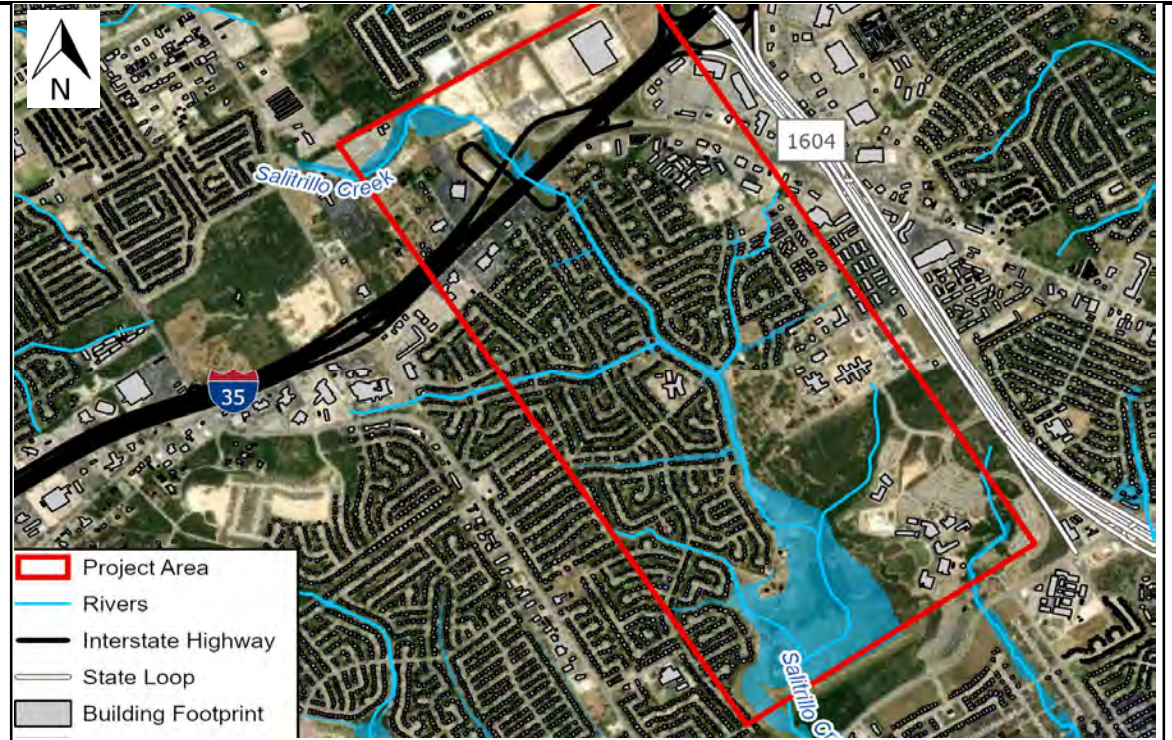 N
Salitrillo Creek
1604
35
Project Area
Rivers
Interstate Highway
State Loop
Building Footprint
Salitrillo